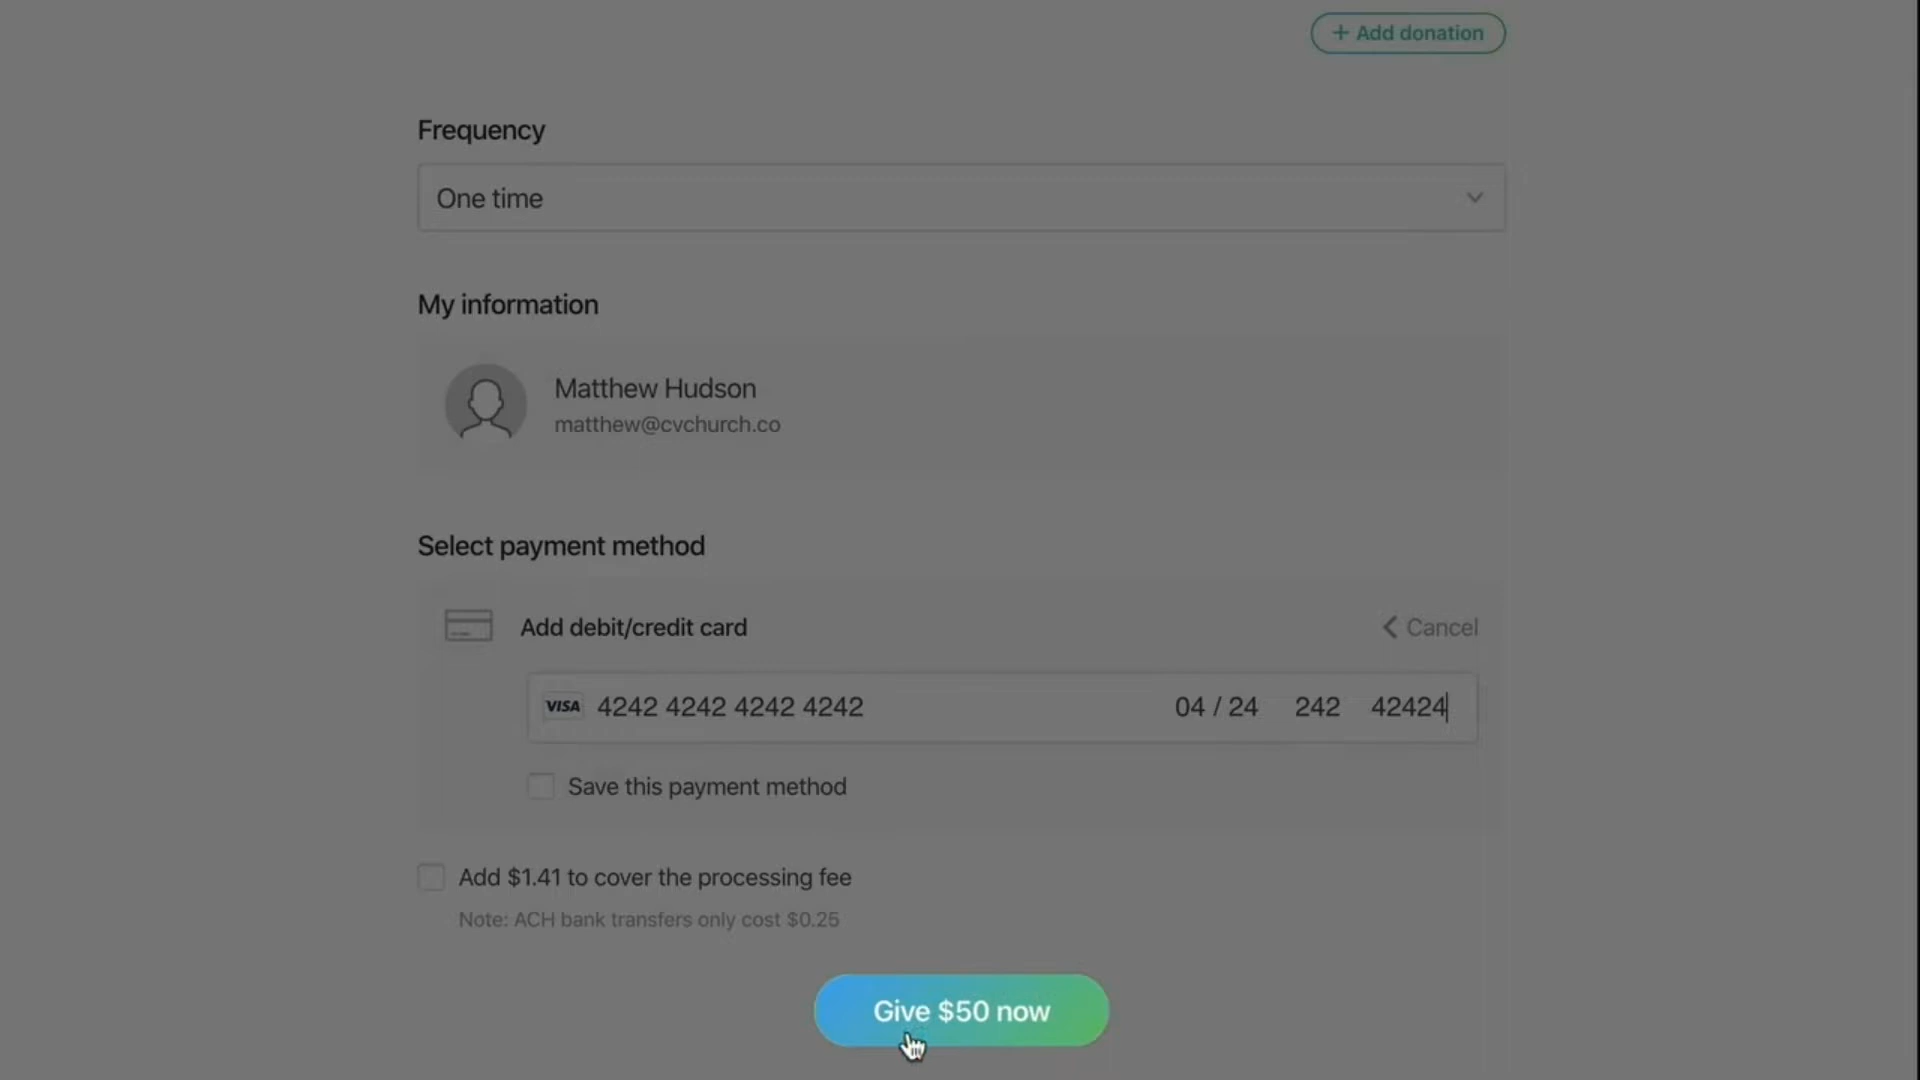 + Add donation
Frequency
One time
My information
Matthew Hudson
matthew@cvchurch.co
Select payment method
Add debit/credit card
Cancel
VISA 4242 4242 4242 4242 04 / 24 242 42424
Save this payment method
Add $1.41 to cover the processing fee
Note: ACH bank transfers only cost $0.25
Give $50 now